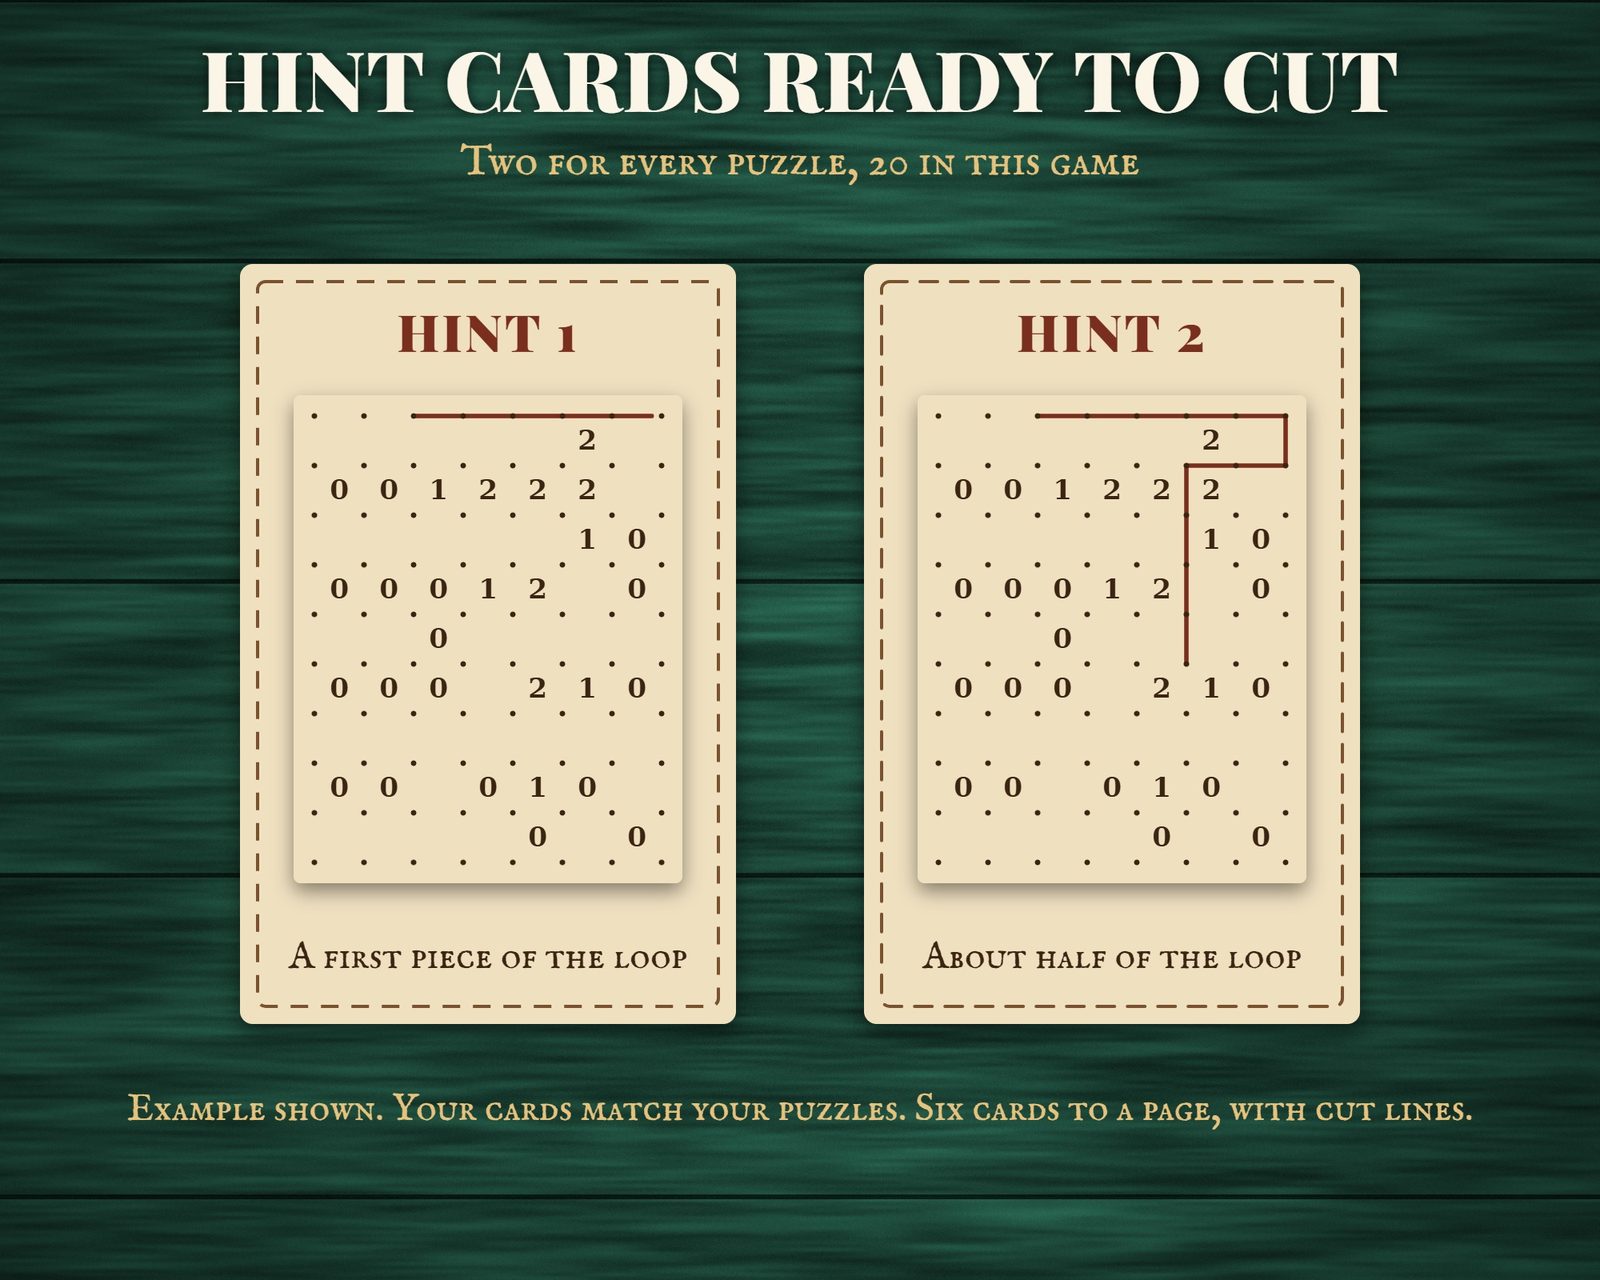 HINT CARDS READY TO CUT
Two for every puzzle, 20 in this game
HINT 1
2
0 0 1 2 2 2
1 0
0 0 0 1 2 0
0
0 0 0 2 1 0
0 0 0 1 0
0 0
A first piece of the loop
HINT 2
2
0 0 1 2 2 2
1 0
0 0 0 1 2 0
0
0 0 0 2 1 0
0 0 0 1 0
0 0
About half of the loop
Example shown. Your cards match your puzzles. Six cards to a page, with cut lines.